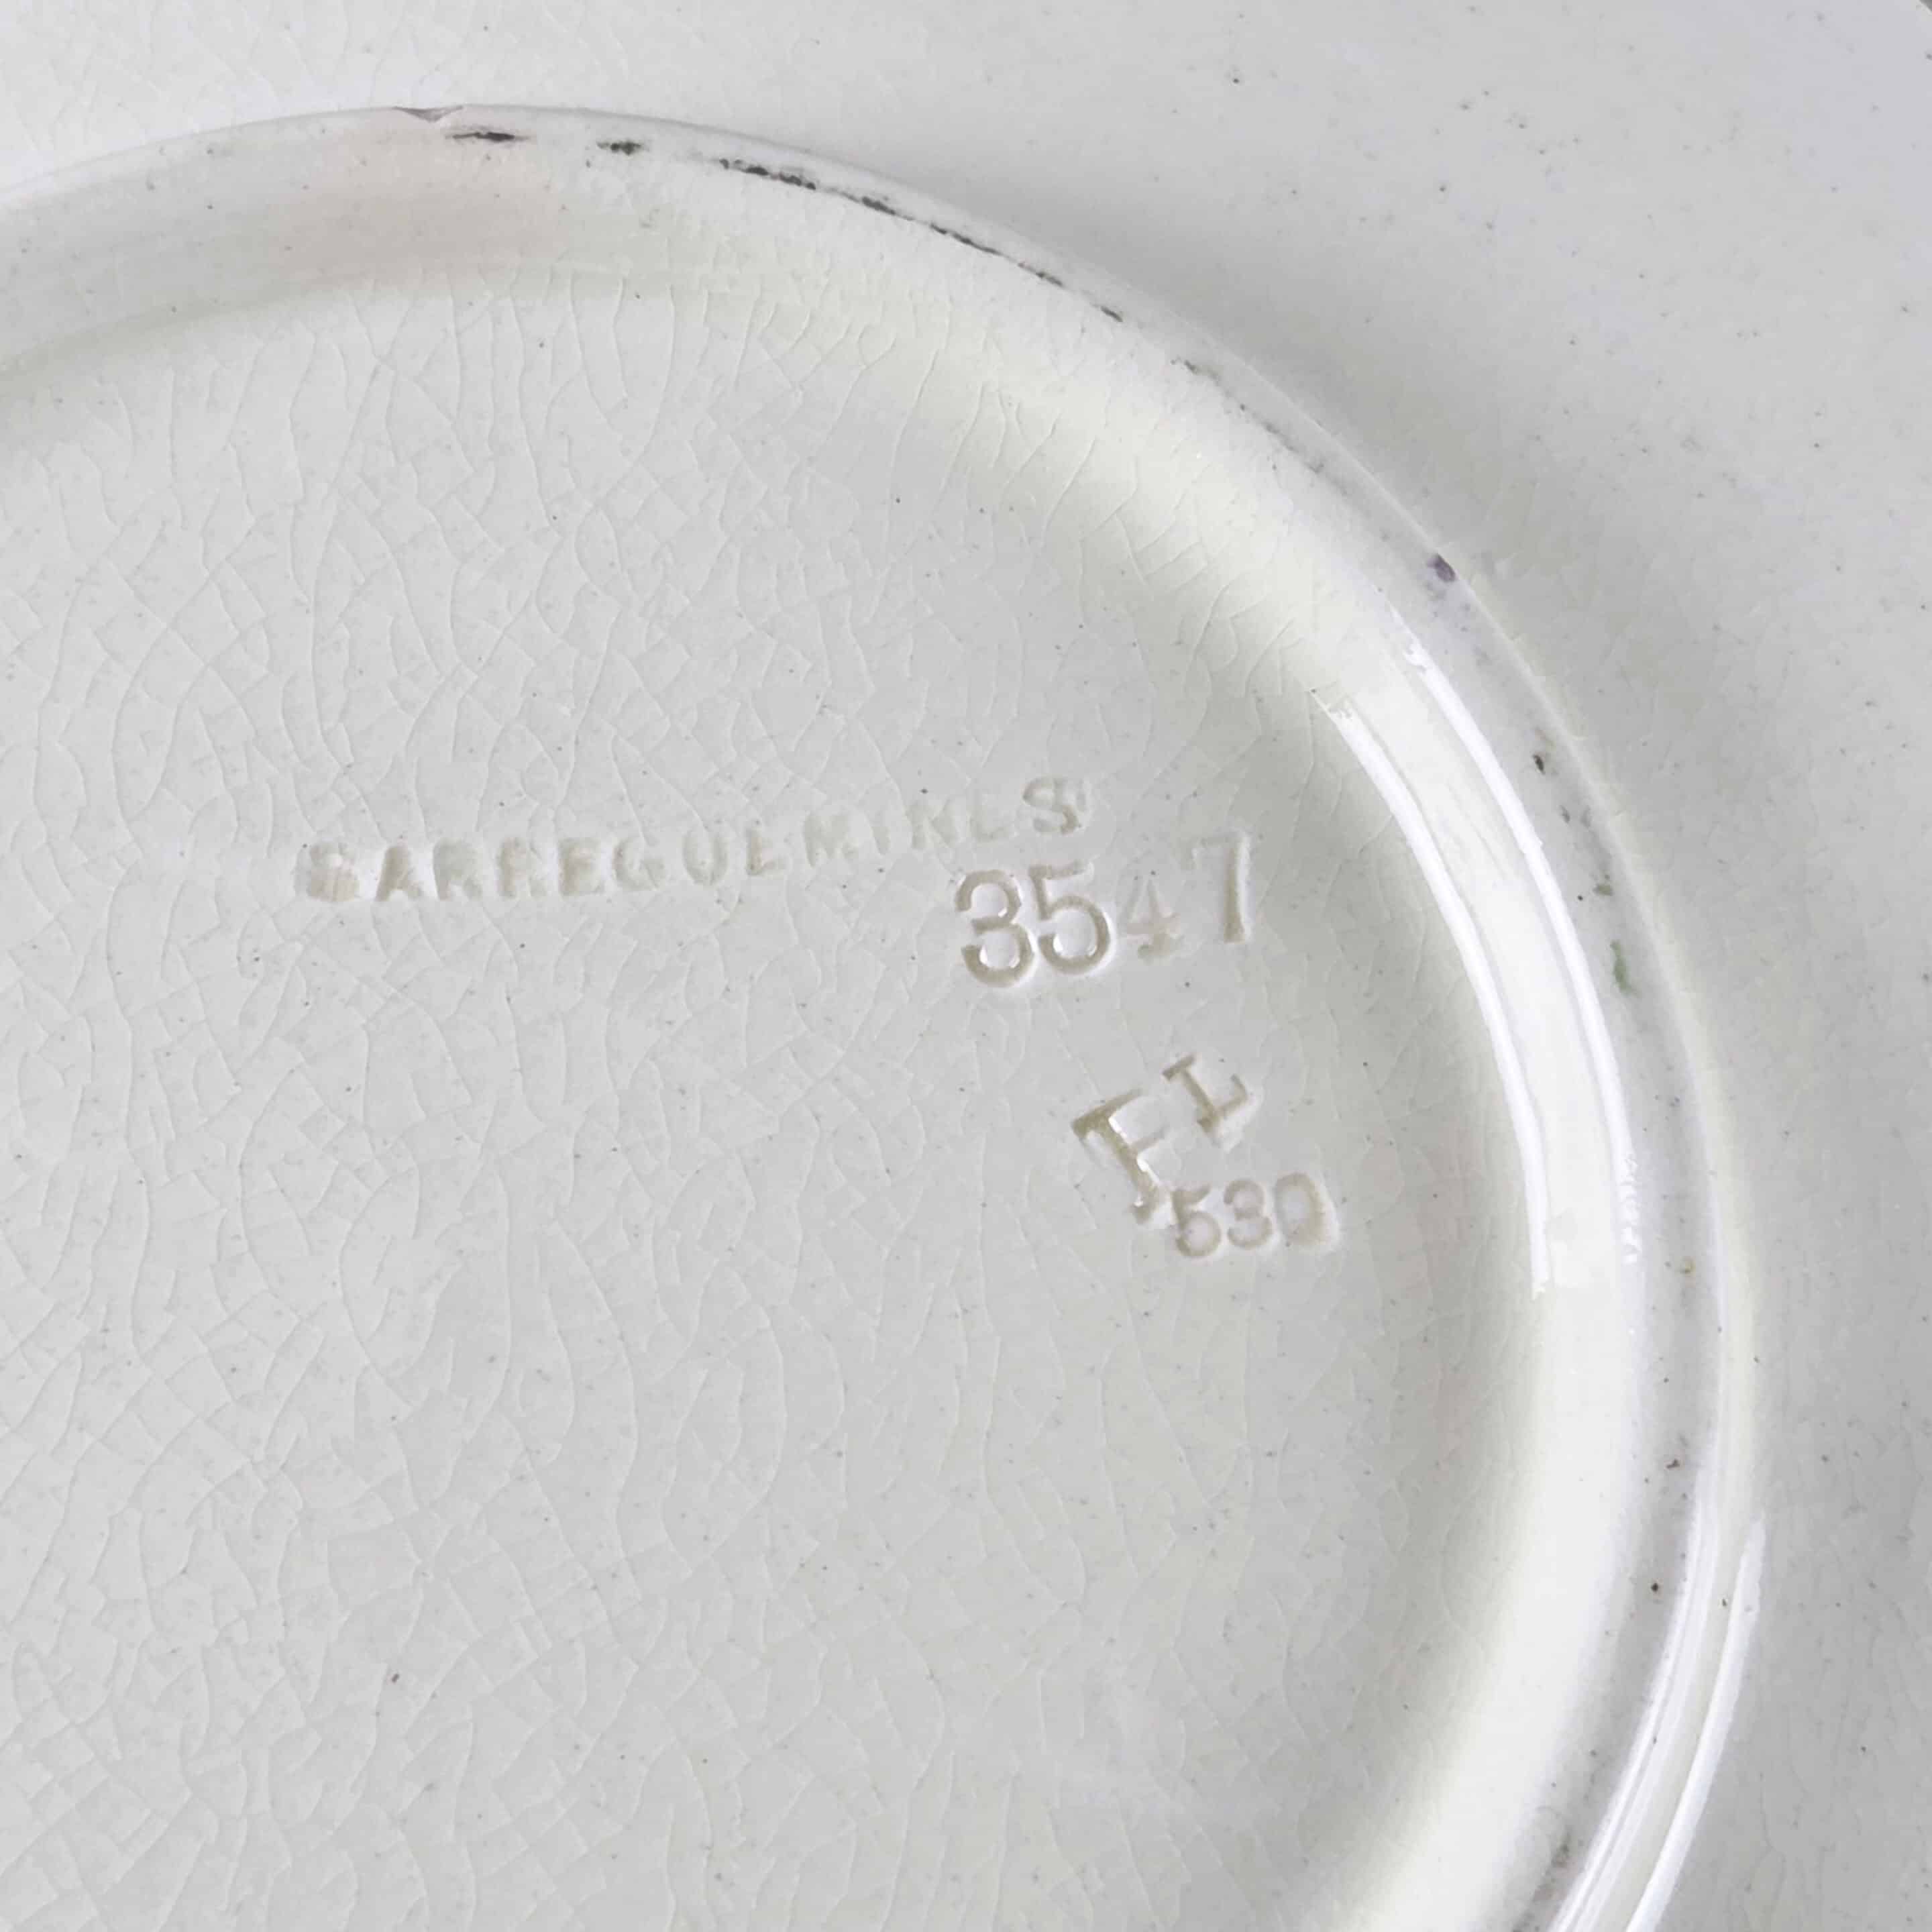 SARREGUEMINES
3547
FL
530